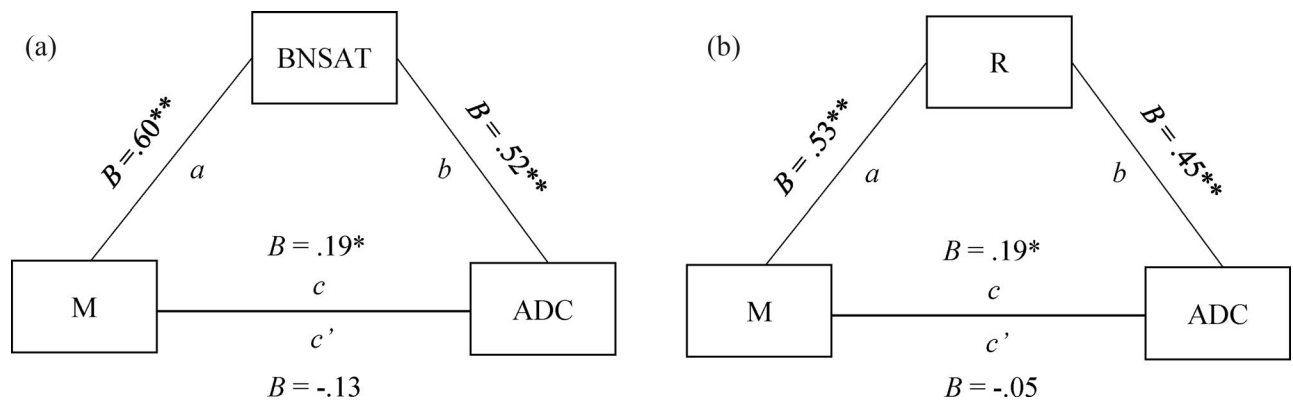 (a)
BNSAT
B = .60**
a
b
B = .52**
B = .19*
M
c
ADC
c’
B = -.13
(b)
R
B = .53**
a
b
B = .45**
B = .19*
M
c
ADC
c’
B = -.05